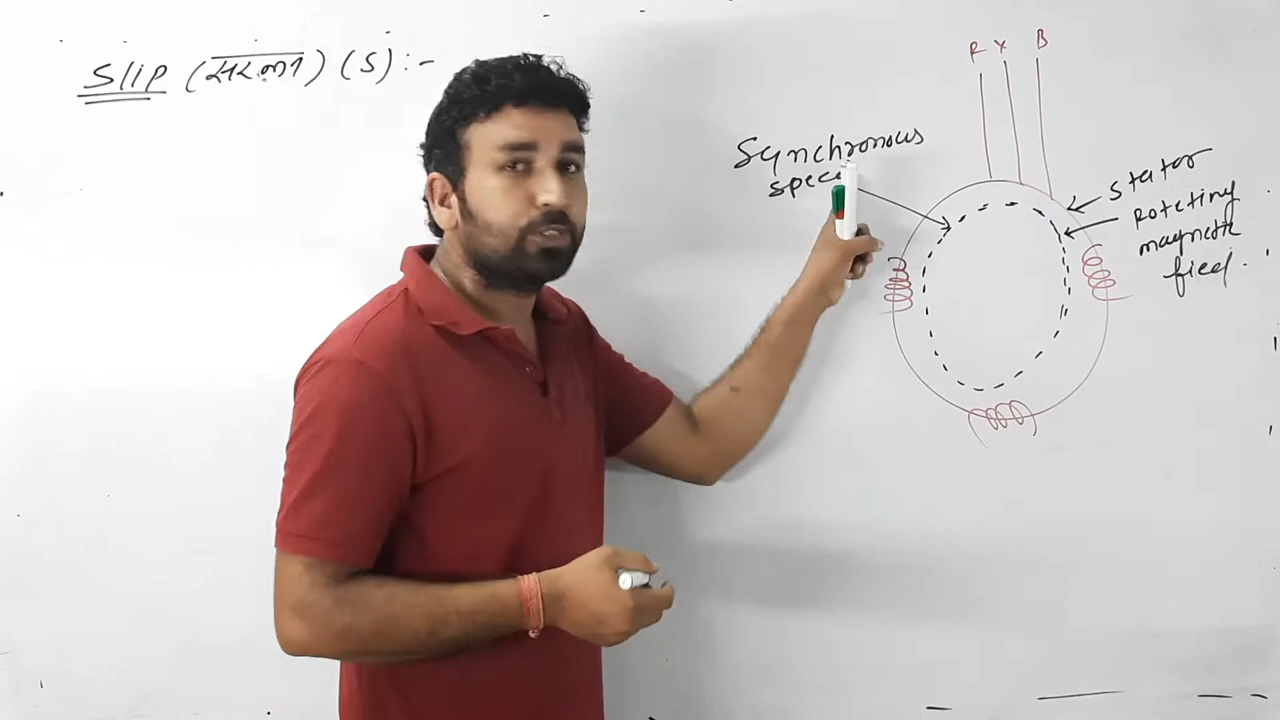 Slip (सरकन) (S) :-
R Y B
Synchronous
speed
stator
Rotating
magnetic
field.